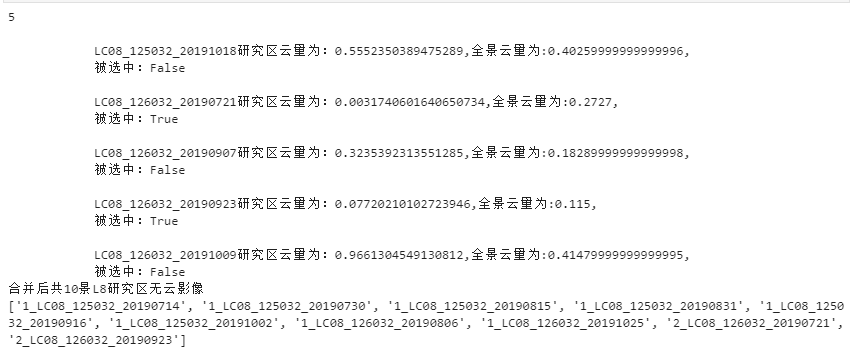 5
LC08_125032_20191018研究区云量为: 0.5552350389475289,全景云量为:0.40259999999999996,
被选中: False
LC08_126032_20190721研究区云量为: 0.0031740601640650734,全景云量为:0.2727,
被选中: True
LC08_126032_20190907研究区云量为: 0.3235392313551285,全景云量为:0.18289999999999998,
被选中: False
LC08_126032_20190923研究区云量为: 0.07720210102723946,全景云量为:0.115,
被选中: True
LC08_126032_20191009研究区云量为: 0.9661304549130812,全景云量为:0.41479999999999995,
被选中: False
合并后共10景L8研究区无云影像
['1_LC08_125032_20190714', '1_LC08_125032_20190730', '1_LC08_125032_20190815', '1_LC08_125032_20190831', '1_LC08_1250
32_20190916', '1_LC08_125032_20191002', '1_LC08_126032_20190806', '1_LC08_126032_20191025', '2_LC08_126032_20190721',
'2_LC08_126032_20190923']